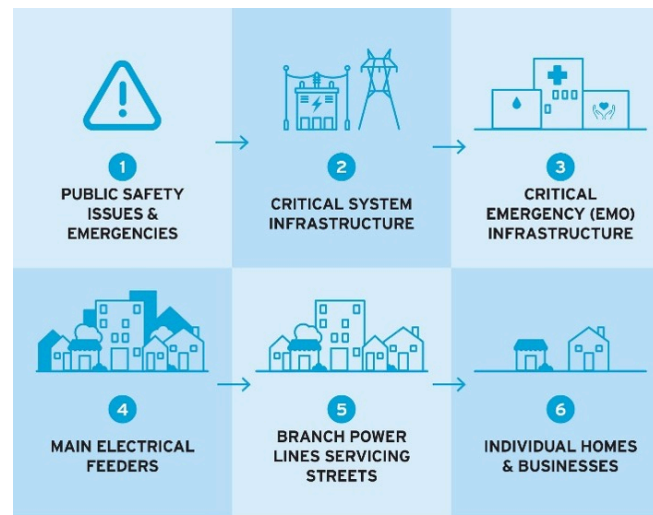 1
PUBLIC SAFETY
ISSUES &
EMERGENCIES
2
CRITICAL SYSTEM
INFRASTRUCTURE
3
CRITICAL
EMERGENCY (EMO)
INFRASTRUCTURE
4
MAIN ELECTRICAL
FEEDERS
5
BRANCH POWER
LINES SERVICING
STREETS
6
INDIVIDUAL HOMES
& BUSINESSES